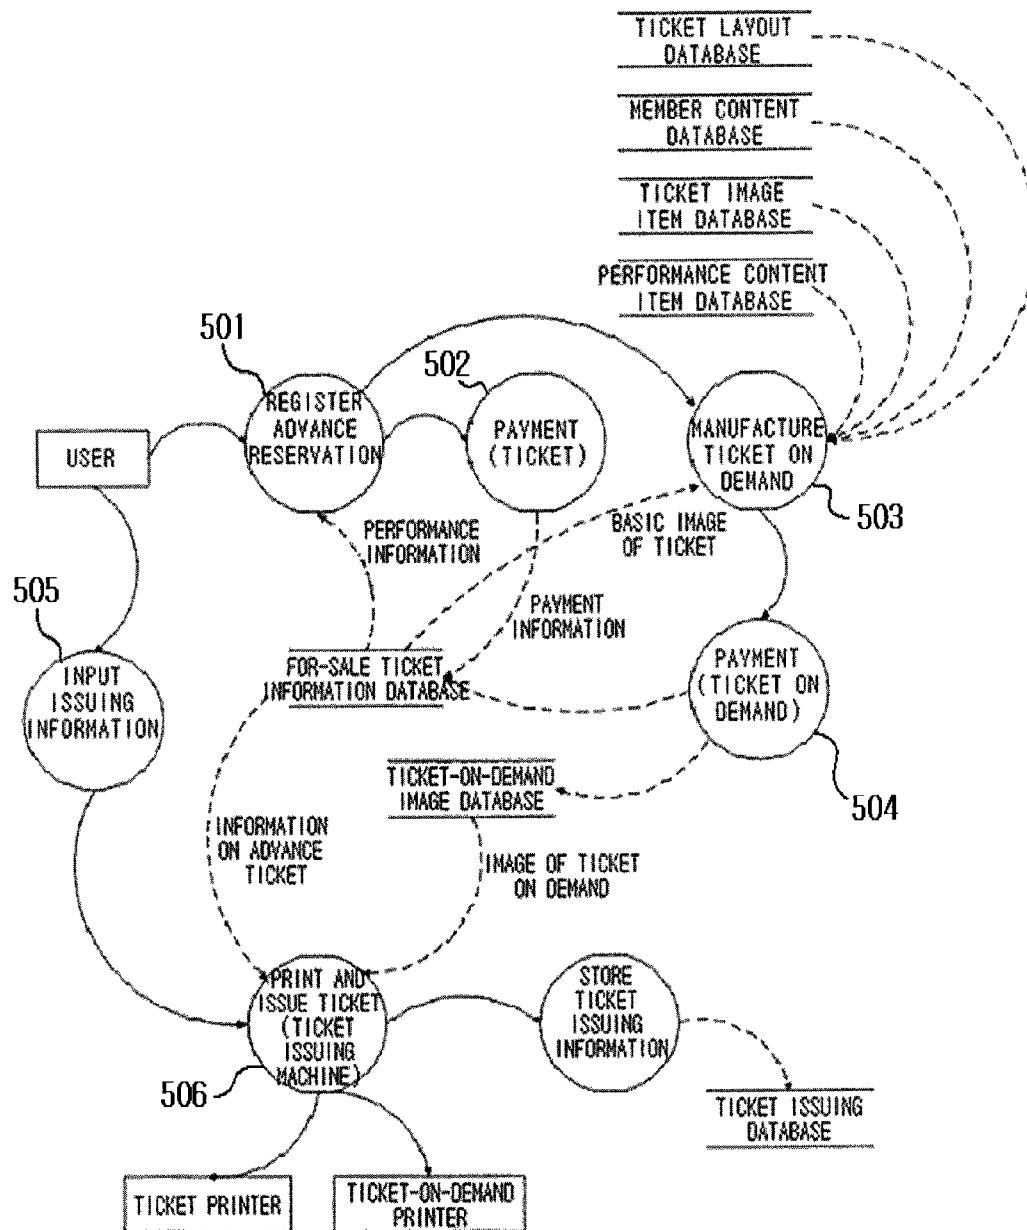 TICKET LAYOUT
DATABASE
MEMBER CONTENT
DATABASE
TICKET IMAGE
ITEM DATABASE
PERFORMANCE CONTENT
ITEM DATABASE
501
502
REGISTER
ADVANCE
RESERVATION
PAYMENT
(TICKET)
MANUFACTURE
TICKET ON
DEMAND
USER
503
PERFORMANCE
INFORMATION
BASIC IMAGE
OF TICKET
505
PAYMENT
INFORMATION
INPUT
ISSUING
INFORMATION
FOR-SALE TICKET
INFORMATION DATABASE
PAYMENT
(TICKET ON
DEMAND)
504
TICKET-ON-DEMAND
IMAGE DATABASE
INFORMATION
ON ADVANCE
TICKET
IMAGE OF TICKET
ON DEMAND
PRINT AND
ISSUE TICKET
(TICKET
ISSUING
MACHINE)
STORE
TICKET
ISSUING
INFORMATION
506
TICKET ISSUING
DATABASE
TICKET PRINTER
TICKET-ON-DEMAND
PRINTER